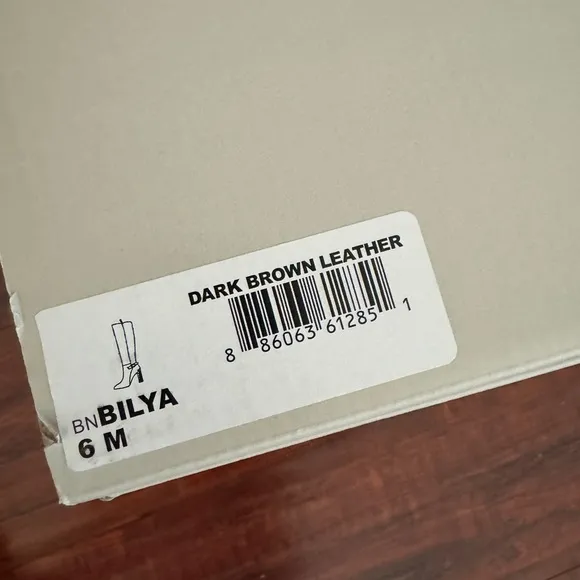 DARK BROWN LEATHER
8 86063 61285 1
BNBILYA
6 M